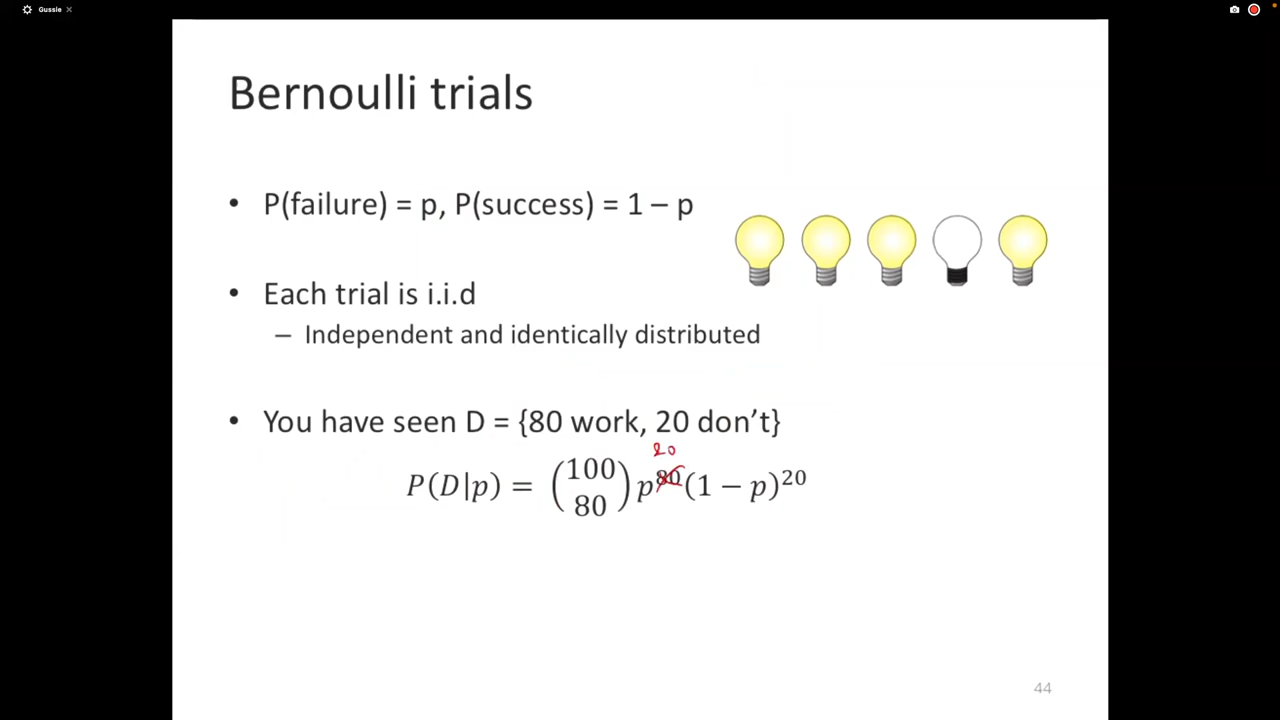 Gussie ×
Bernoulli trials
• P(failure) = p, P(success) = 1 – p
• Each trial is i.i.d
– Independent and identically distributed
• You have seen D = {80 work, 20 don't}
20
P(D|p) = (100 80) p^80 (1 − p)^20
44